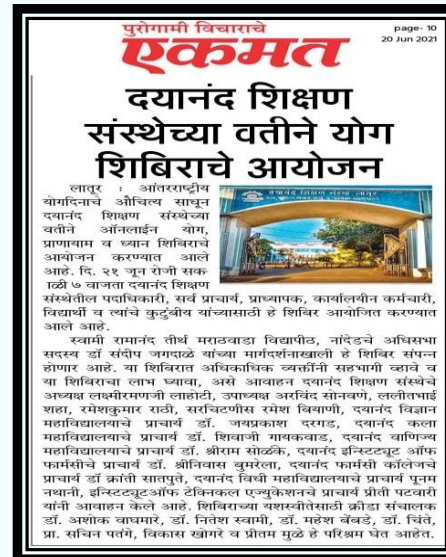 पुरोगामी विचाराचे
एकमत
page- 10
20 Jun 2021
दयानंद शिक्षण
संस्थेच्या वतीने योग
शिबिराचे आयोजन
लातूर : आंतरराष्ट्रीय
योगदिनाचे औचित्य साधून
दयानंद शिक्षण संस्थेच्या
वतीने ऑनलाईन योग,
प्राणायाम व ध्यान शिबिराचे
आयोजन करण्यात आले
आहे. दि. २१ जून रोजी सक
ाळी ७ वाजता दयानंद शिक्षण
संस्थेतील पदाधिकारी, सर्व प्राचार्य, प्राध्यापक, कार्यालयीन कर्मचारी,
विद्यार्थी व त्यांचे कुटुंबीय यांच्यासाठी हे शिबिर आयोजित करण्यात
आले आहे.
स्वामी रामानंद तीर्थ मराठवाडा विद्यापीठ, नांदेडचे अधिसभा
सदस्य डॉ संदीप जगदाळे यांच्या मार्गदर्शनाखाली हे शिबिर संपन्न
होणार आहे. या शिबिरात अधिकाधिक व्यक्तींनी सहभागी व्हावे व
या शिबिराचा लाभ घ्यावा, असे आवाहन दयानंद शिक्षण संस्थेचे
अध्यक्ष लक्ष्मीरमणजी लाहोटी, उपाध्यक्ष अरविंद सोनवणे, ललीतभाई
शहा, रमेशकुमार राठी, सरचिटणीस रमेश बियाणी, दयानंद विज्ञान
महाविद्यालयाचे प्राचार्य डॉ. जयप्रकाश दरगड, दयानंद कला
महाविद्यालयाचे प्राचार्य डॉ. शिवाजी गायकवाड, दयानंद वाणिज्य
महाविद्यालयाचे प्राचार्य डॉ. श्रीराम सोळंके, दयानंद इन्स्टिट्यूट ऑफ
फार्मसीचे प्राचार्य डॉ. श्रीनिवास बुमरेला, दयानंद फार्मसी कॉलेजचे
प्राचार्य डॉ क्रांती सातपुते, दयानंद विधी महाविद्यालयाचे प्राचार्य पूनम
नथानी, इन्स्टिट्यूटऑफ टेक्निकल एज्युकेशनचे प्राचार्य प्रीती पटवारी
यांनी आवाहन केले आहे. शिबिराच्या यशस्वीतेसाठी क्रीडा संचालक
डॉ. अशोक वाघमारे, डॉ. नितेश स्वामी, डॉ. महेश बेंबडे, डॉ. चिंते,
प्रा. सचिन पतंगे, विकास खोगरे व प्रीतम मुळे हे परिश्रम घेत आहेत.
दयानंद शिक्षण संस्था लातूर